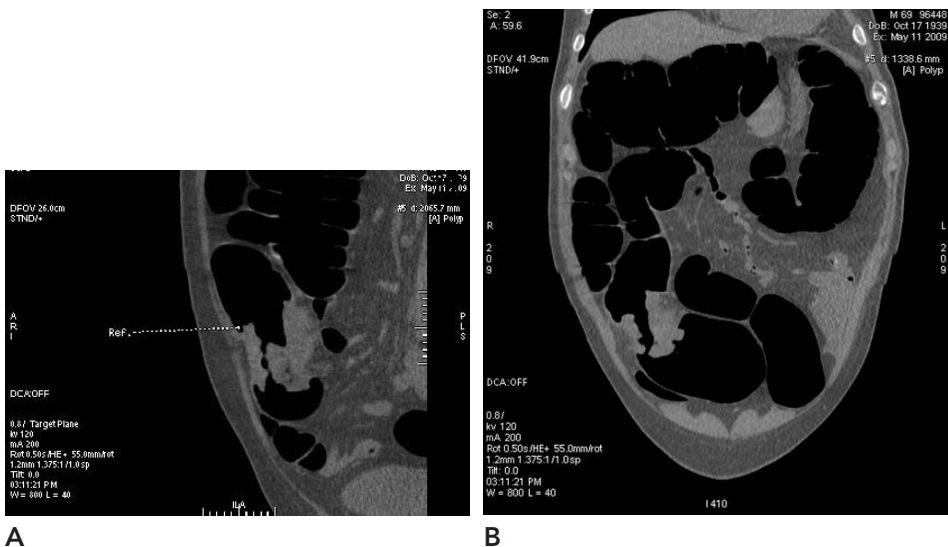 DoB: Oct
Ex: May
DFOV 26.0cm
STND/+
#5 d: 2065.7 mm
[A] Polyp
A
R
I
P
L
S
Ref.
DCA:OFF
0.8/ Target Plane
kv 120
mA 200
Rot 0.50s/HE+ 55.0mm/rot
1.2mm 1.375:1/1.0sp
Tilt: 0.0
03:11:21 PM
W = 800 L = 40
ILA
A
Se: 2
A: 59.6
M 69 96448
DoB: Oct 17 1939
Ex: May 11 2009
DFOV 41.9cm
STND/+
#5 d: 1338.6 mm
[A] Polyp
R
2
0
9
L
2
0
9
DCA:OFF
0.8/
kv 120
mA 200
Rot 0.50s/HE+ 55.0mm/rot
1.2mm 1.375:1/1.0sp
Tilt: 0.0
03:11:21 PM
W = 800 L = 40
I 410
B